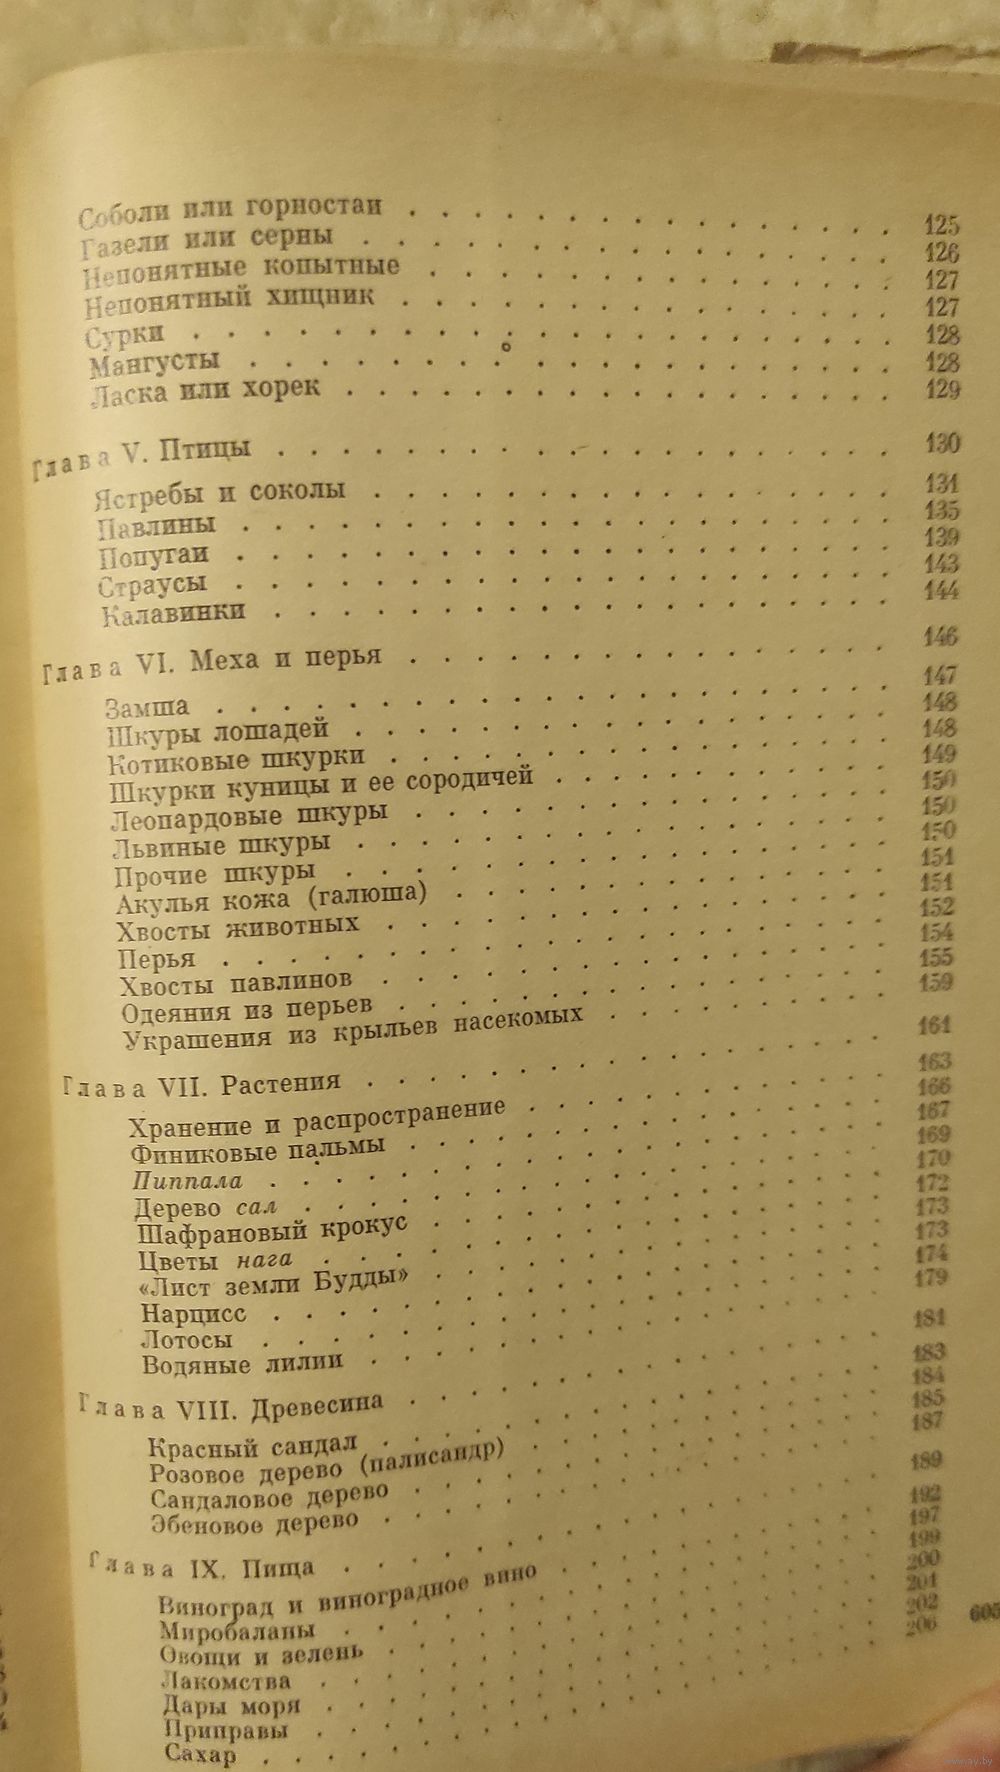 Соболи или горностаи . . . . . . . . . . . . . . 125
Газели или серны . . . . . . . . . . . . . . . 126
Непонятные копытные . . . . . . . . . . . . . 127
Непонятный хищник . . . . . . . . . . . . . . 127
Сурки . . . . . . . . . . . . . . . . . . . . 128
Мангусты . . . . . . . . . . . . . . . . . . . 128
Ласка или хорек . . . . . . . . . . . . . . . . 129
Глава V. Птицы . . . . . . . . . . . . . . . . . 130
Ястребы и соколы . . . . . . . . . . . . . . . 131
Павлины . . . . . . . . . . . . . . . . . . . 135
Попугаи . . . . . . . . . . . . . . . . . . . 139
Страусы . . . . . . . . . . . . . . . . . . . 143
Калавинки . . . . . . . . . . . . . . . . . . 144
Глава VI. Меха и перья . . . . . . . . . . . . . . 146
Замша . . . . . . . . . . . . . . . . . . . . 147
Шкуры лошадей . . . . . . . . . . . . . . . . 148
Котиковые шкурки . . . . . . . . . . . . . . . 148
Шкурки куницы и ее сородичей . . . . . . . . . . 149
Леопардовые шкуры . . . . . . . . . . . . . . 150
Львиные шкуры . . . . . . . . . . . . . . . . 150
Прочие шкуры . . . . . . . . . . . . . . . . 150
Акулья кожа (галюша) . . . . . . . . . . . . . 151
Хвосты животных . . . . . . . . . . . . . . . 151
Перья . . . . . . . . . . . . . . . . . . . . 152
Хвосты павлинов . . . . . . . . . . . . . . . 154
Одеяния из перьев . . . . . . . . . . . . . . 155
Украшения из крыльев насекомых . . . . . . . . 159
Глава VII. Растения . . . . . . . . . . . . . . . 161
Хранение и распространение . . . . . . . . . . . 163
Финиковые пальмы . . . . . . . . . . . . . . 166
Пиппала . . . . . . . . . . . . . . . . . . 167
Дерево сал . . . . . . . . . . . . . . . . . 169
Шафрановый крокус . . . . . . . . . . . . . . 170
Цветы нага . . . . . . . . . . . . . . . . . 172
«Лист земли Будды» . . . . . . . . . . . . . . 173
Нарцисс . . . . . . . . . . . . . . . . . . 173
Лотосы . . . . . . . . . . . . . . . . . . 174
Водяные лилии . . . . . . . . . . . . . . . 179
Глава VIII. Древесина . . . . . . . . . . . . . . 181
Красный сандал . . . . . . . . . . . . . . . 183
Розовое дерево (палисандр) . . . . . . . . . . . 184
Сандаловое дерево . . . . . . . . . . . . . . 185
Эбеновое дерево . . . . . . . . . . . . . . . 187
Глава IX. Пища . . . . . . . . . . . . . . . . 189
Виноград и виноградное вино . . . . . . . . . . 192
Миробаланы . . . . . . . . . . . . . . . . 197
Овощи и зелень . . . . . . . . . . . . . . . 199
Лакомства . . . . . . . . . . . . . . . . . 200
Дары моря . . . . . . . . . . . . . . . . . 201
Приправы . . . . . . . . . . . . . . . . . 202
Сахар . . . . . . . . . . . . . . . . . . 206
605
www.ay.by